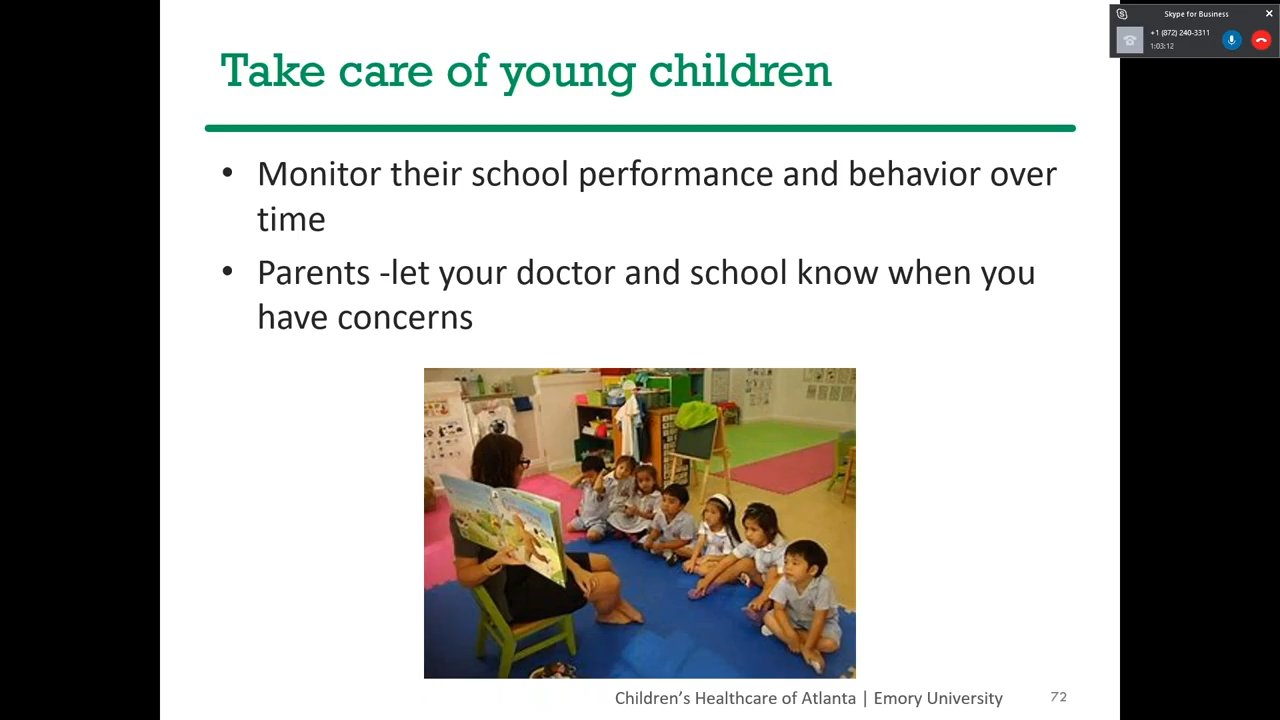 Skype for Business
+1 (872) 240-3311
1:03:12
Take care of young children
• Monitor their school performance and behavior over
time
• Parents -let your doctor and school know when you
have concerns
Children's Healthcare of Atlanta | Emory University
72